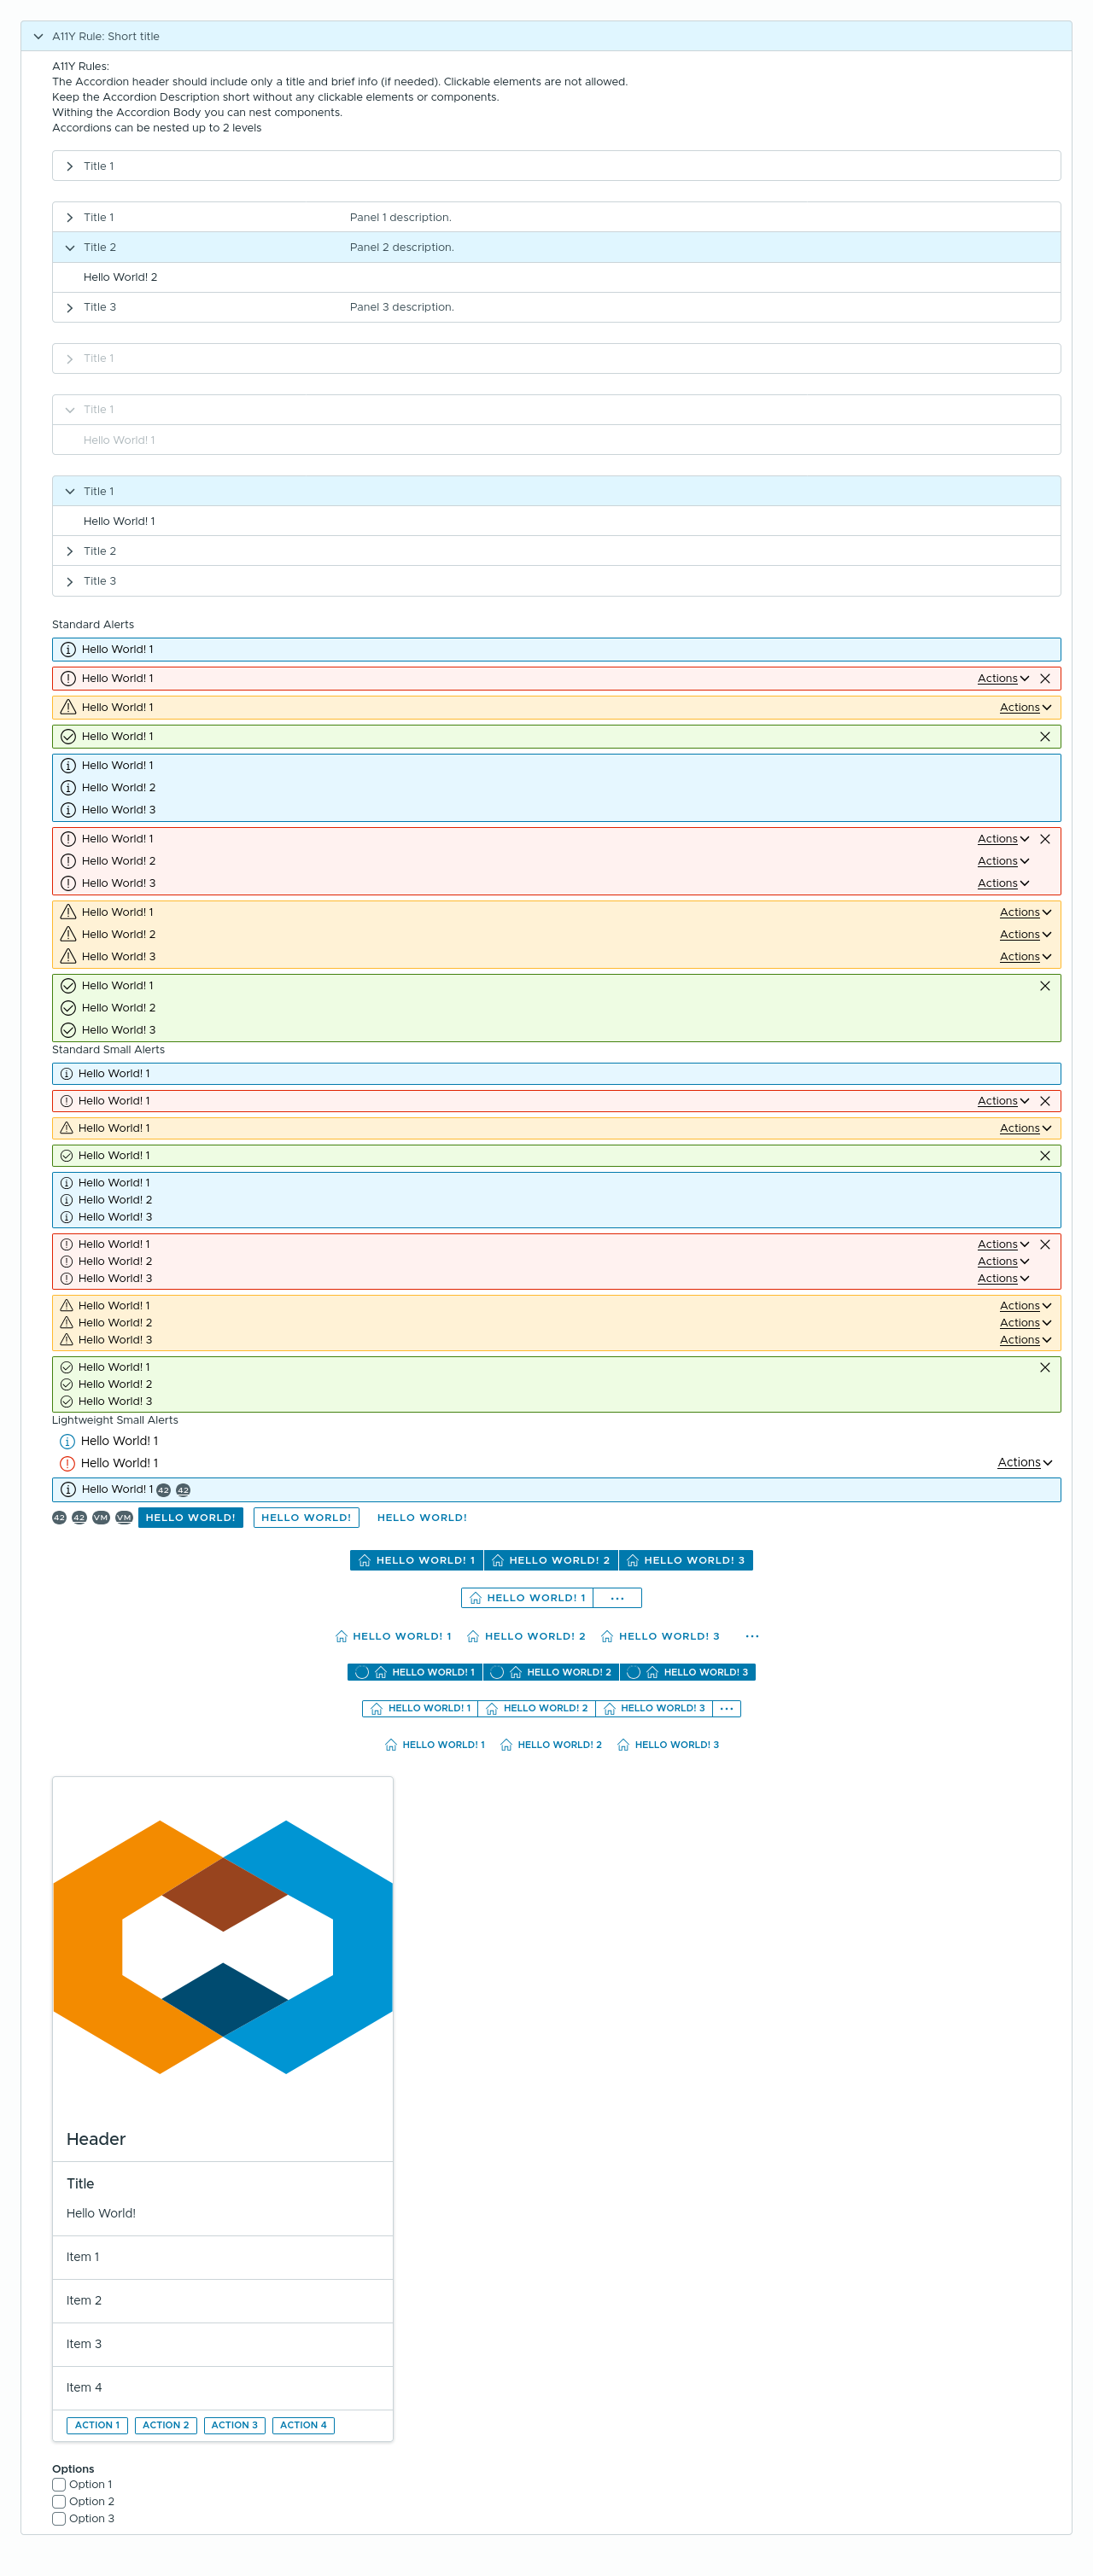 A11Y Rule: Short title
A11Y Rules:
The Accordion header should include only a title and brief info (if needed). Clickable elements are not allowed.
Keep the Accordion Description short without any clickable elements or components.
Withing the Accordion Body you can nest components.
Accordions can be nested up to 2 levels
Title 1
Title 1 Panel 1 description.
Title 2 Panel 2 description.
Hello World! 2
Title 3 Panel 3 description.
Title 1
Title 1
Hello World! 1
Title 1
Hello World! 1
Title 2
Title 3
Standard Alerts
Hello World! 1
Hello World! 1 Actions
Hello World! 1 Actions
Hello World! 1
Hello World! 1
Hello World! 2
Hello World! 3
Hello World! 1 Actions
Hello World! 2 Actions
Hello World! 3 Actions
Hello World! 1 Actions
Hello World! 2 Actions
Hello World! 3 Actions
Hello World! 1
Hello World! 2
Hello World! 3
Standard Small Alerts
Hello World! 1
Hello World! 1 Actions
Hello World! 1 Actions
Hello World! 1
Hello World! 1
Hello World! 2
Hello World! 3
Hello World! 1 Actions
Hello World! 2 Actions
Hello World! 3 Actions
Hello World! 1 Actions
Hello World! 2 Actions
Hello World! 3 Actions
Hello World! 1
Hello World! 2
Hello World! 3
Lightweight Small Alerts
Hello World! 1
Hello World! 1 Actions
Hello World! 1 42 42
42 42 VM VM HELLO WORLD! HELLO WORLD! HELLO WORLD!
HELLO WORLD! 1 HELLO WORLD! 2 HELLO WORLD! 3
HELLO WORLD! 1 ...
HELLO WORLD! 1 HELLO WORLD! 2 HELLO WORLD! 3 ...
HELLO WORLD! 1 HELLO WORLD! 2 HELLO WORLD! 3
HELLO WORLD! 1 HELLO WORLD! 2 HELLO WORLD! 3 ...
HELLO WORLD! 1 HELLO WORLD! 2 HELLO WORLD! 3
Header
Title
Hello World!
Item 1
Item 2
Item 3
Item 4
ACTION 1 ACTION 2 ACTION 3 ACTION 4
Options
Option 1
Option 2
Option 3